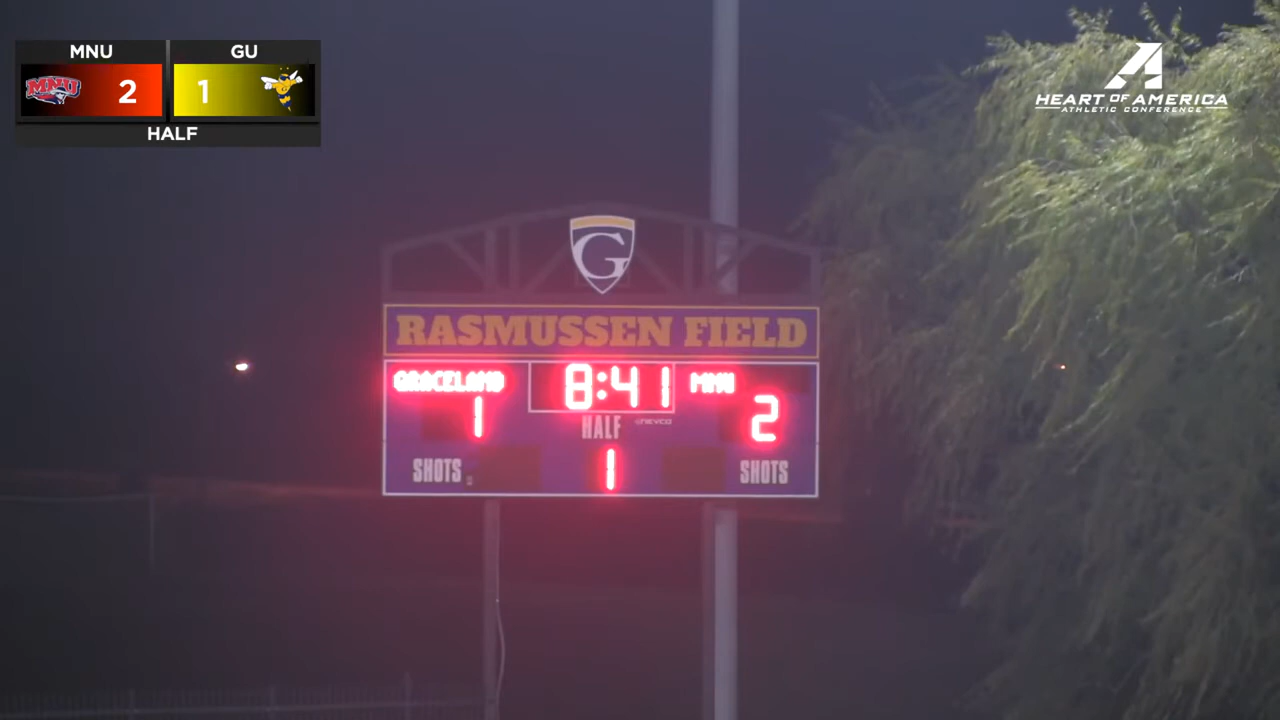 MNU GU
MNU 2 1
HALF
HEART OF AMERICA
ATHLETIC CONFERENCE
G
RASMUSSEN FIELD
GRACELAND 8:41 MNU
1 2
HALF NEVCO
SHOTS 1 SHOTS